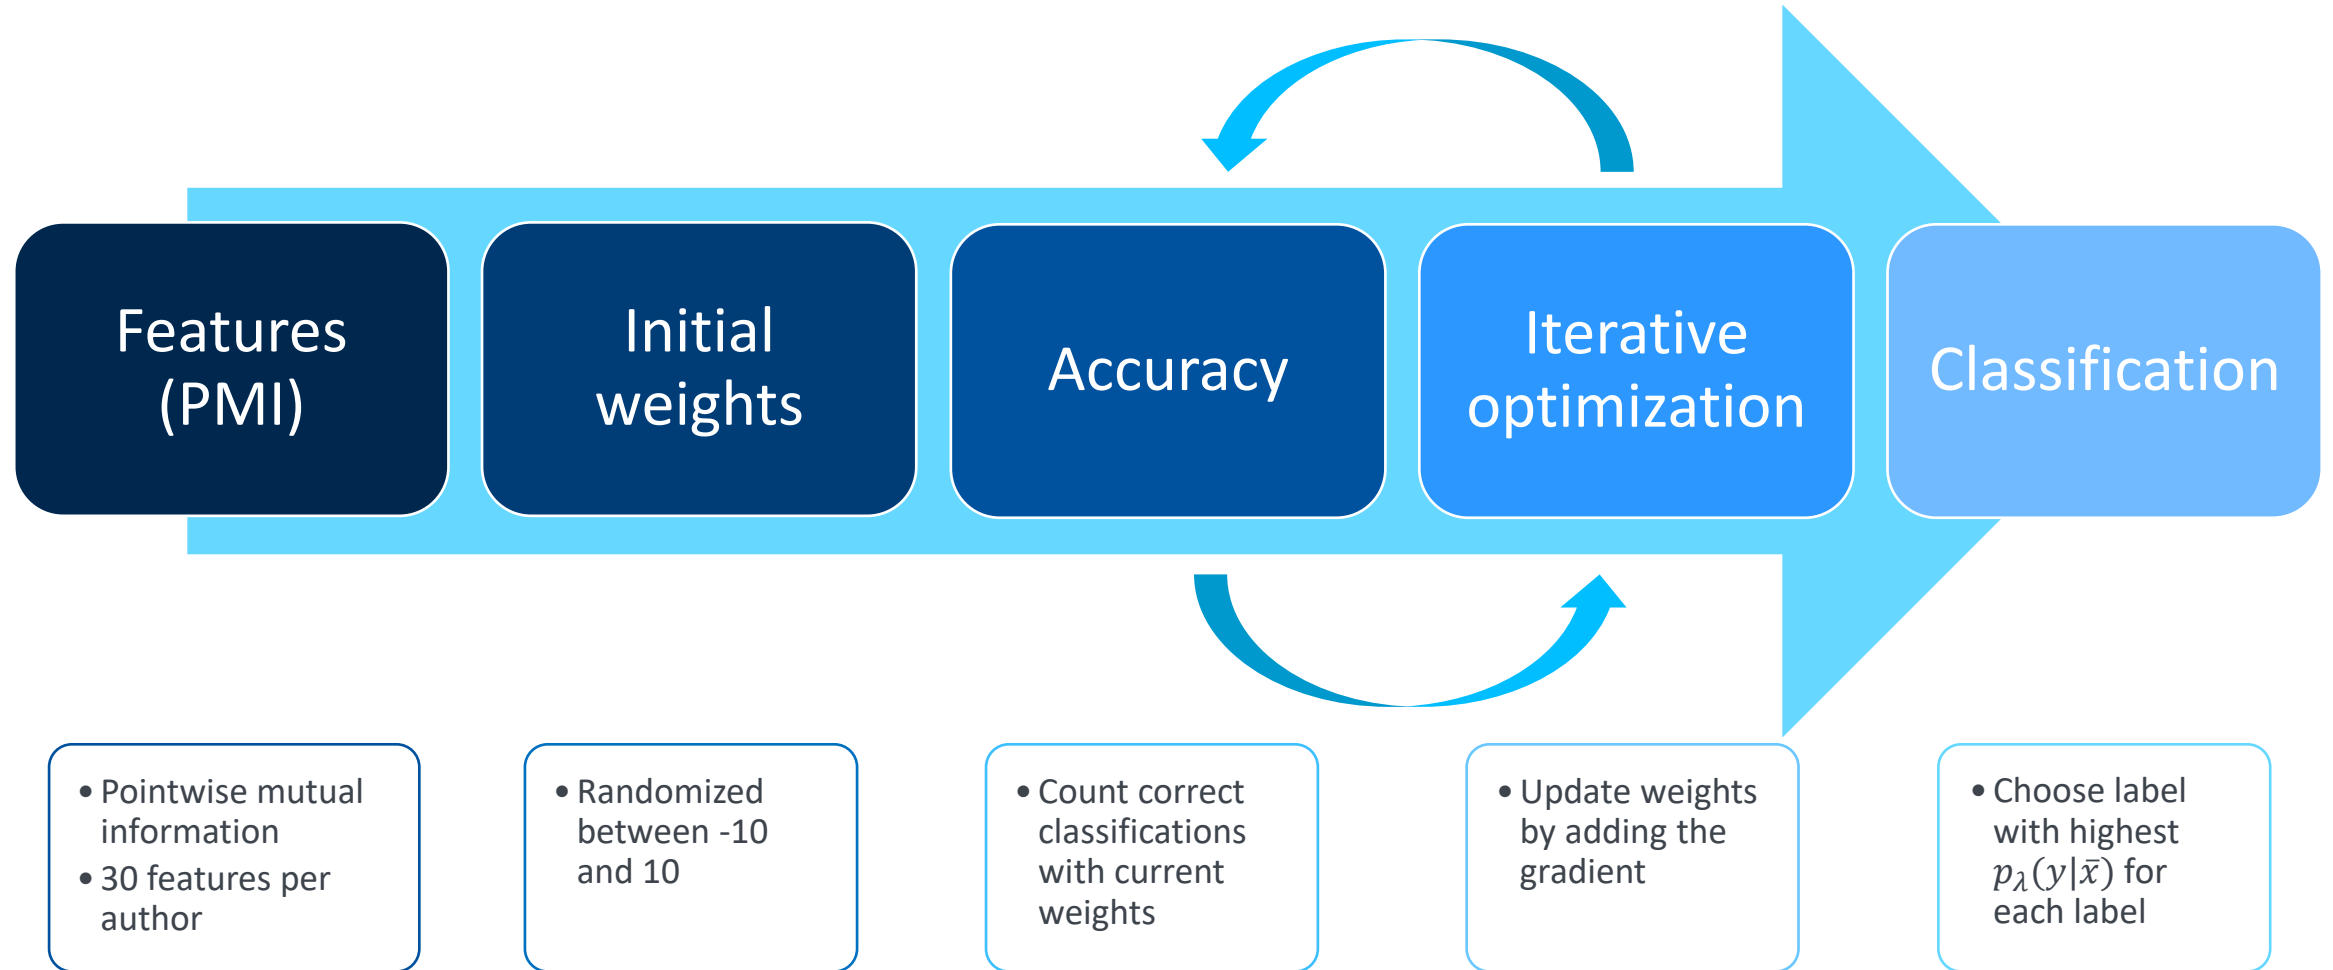 Features
(PMI)
Initial
weights
Accuracy
Iterative
optimization
Classification
• Pointwise mutual
information
• 30 features per
author
• Randomized
between -10
and 10
• Count correct
classifications
with current
weights
• Update weights
by adding the
gradient
• Choose label
with highest
𝑝_𝜆(𝑦|𝑥̅) for
each label